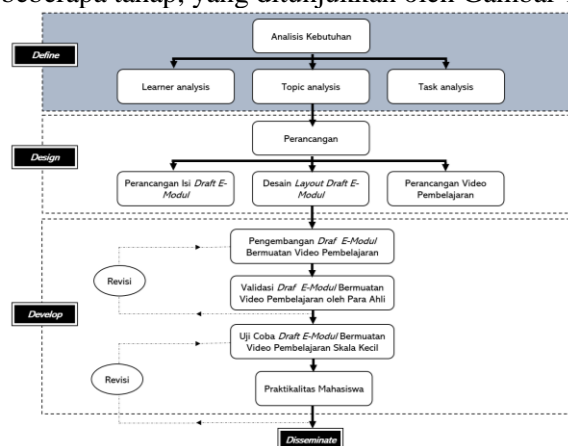 beberapa tahap, yang ditunjukkan oleh Gambar
Analisis Kebutuhan
Define
Learner analysis
Topic analysis
Task analysis
Perancangan
Design
Perancangan Isi Draft E-
Modul
Desain Layout Draft E-
Modul
Perancangan Video
Pembelajaran
Pengembangan Draf E-Modul
Bermuatan Video Pembelajaran
Revisi
Validasi Draf E-Modul Bermuatan
Video Pembelajaran oleh Para Ahli
Develop
Uji Coba Draft E-Modul Bermuatan
Video Pembelajaran Skala Kecil
Revisi
Praktikalitas Mahasiswa
Disseminate